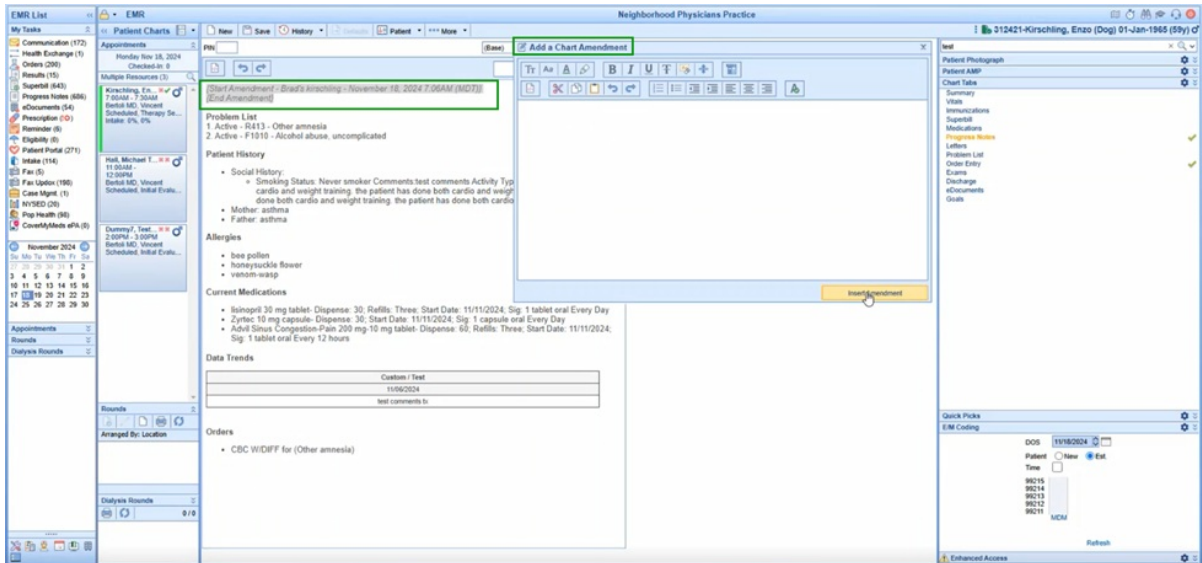 EMR List
EMR
Neighborhood Physicians Practice
My Tasks
Communication (172)
Health Exchange (1)
Orders (200)
Results (15)
Superbill (643)
Progress Notes (686)
eDocuments (54)
Reminder (6)
Eligibility (0)
Patient Portal (271)
Intake (114)
Fax (5)
Fax Updox (198)
Case Mgmt. (1)
NYSED (20)
Pop Health (98)
CoverMyMeds ePA (0)
November 2024
Su Mo Tu We Th Fr Sa
27 28 29 30 31 1 2
3 4 5 6 7 8 9
10 11 12 13 14 15 16
17 18 19 20 21 22 23
24 25 26 27 28 29 30
Appointments
Rounds
Dialysis Rounds
Patient Charts
Appointments
Monday Nov 18, 2024
Checked-In: 0
Multiple Resources (3)
Kirschling, En...
7:00AM - 7:30AM
Bertoli MD, Vincent
Scheduled, Therapy Se...
Intake: 0%, 0%
Hall, Michael T...
11:00AM -
12:00PM
Bertoli MD, Vincent
Scheduled, Initial Evalu...
Dummy7, Test...
2:00PM - 3:00PM
Bertoli MD, Vincent
Scheduled, Initial Evalu...
Rounds
Arranged By: Location
Dialysis Rounds
0 / 0
New Save History Defaults Patient More
312421-Kirschling, Enzo (Dog) 01-Jan-1965 (59y)
PIN (Base)
Add a Chart Amendment
[Start Amendment - Brad's kirschling - November 18, 2024 7:06AM (MDT)]
[End Amendment]
Problem List
1. Active - R413 - Other amnesia
2. Active - F1010 - Alcohol abuse, uncomplicated
Patient History
Social History:
Smoking Status: Never smoker Comments:test comments Activity Typ
cardio and weight training. the patient has done both cardio and weigh
done both cardio and weight training. the patient has done both cardio
Mother: asthma
Father: asthma
Allergies
bee pollen
honeysuckle flower
venom-wasp
Insert Amendment
Current Medications
lisinopril 30 mg tablet- Dispense: 30; Refills: Three; Start Date: 11/11/2024; Sig: 1 tablet oral Every Day
Zyrtec 10 mg capsule- Dispense: 30; Start Date: 11/11/2024; Sig: 1 capsule oral Every Day
Advil Sinus Congestion-Pain 200 mg-10 mg tablet- Dispense: 60; Refills: Three; Start Date: 11/11/2024;
Sig: 1 tablet oral Every 12 hours
Data Trends
Custom / Test
11/06/2024
Orders
CBC W/DIFF for (Other amnesia)
test
Patient Photograph
Patient AMP
Chart Tabs
Summary
Vitals
Immunizations
Superbill
Medications
Progress Notes
Letters
Problem List
Order Entry
Exams
Discharge
eDocuments
Goals
Quick Picks
E/M Coding
DOS 11/18/2024
Patient New Est.
Time
99215
99214
99213
99212
99211
MDM
Refresh
Enhanced Access